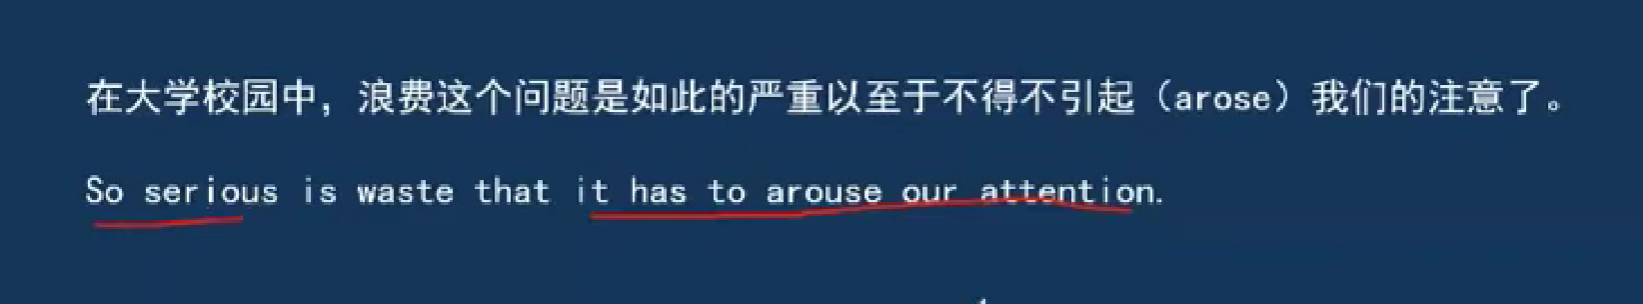 在大学校园中，浪费这个问题是如此的严重以至于不得不引起（arose）我们的注意了。
So serious is waste that it has to arouse our attention.